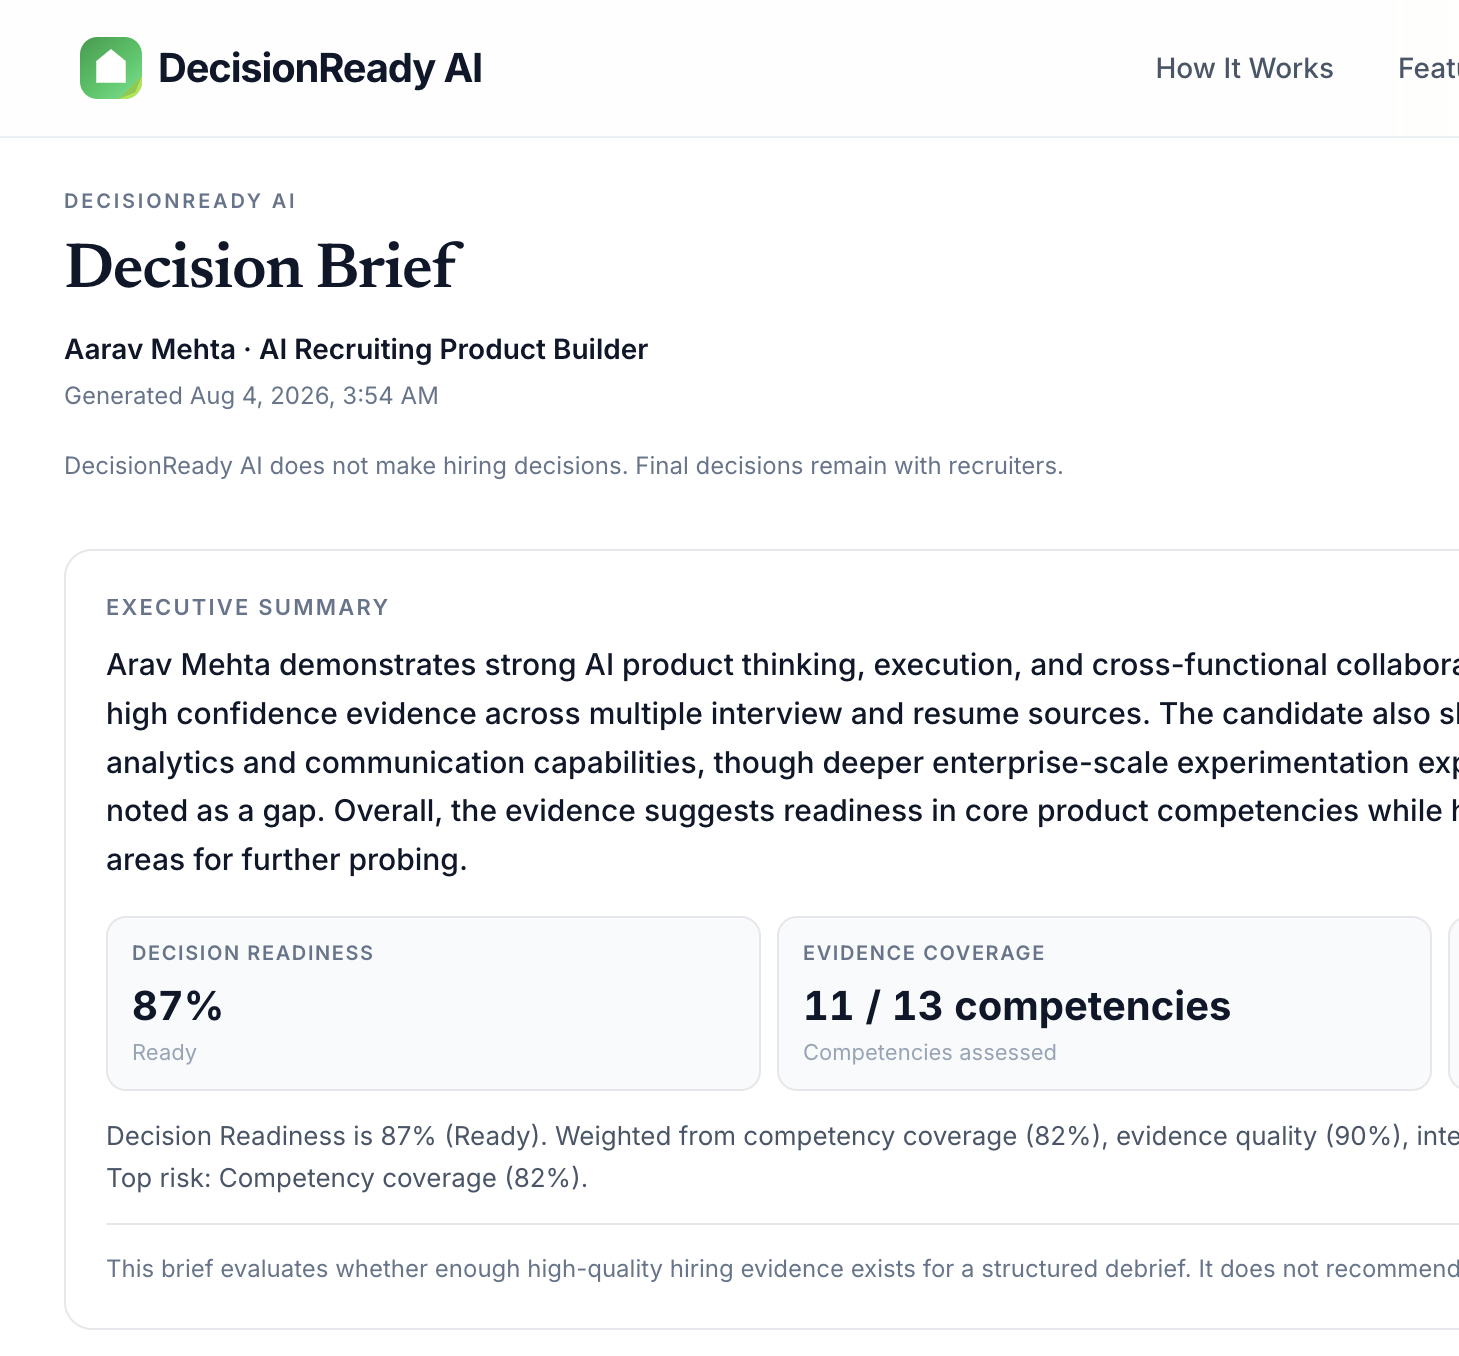 DecisionReady AI
How It Works
DECISIONREADY AI
Decision Brief
Aarav Mehta · AI Recruiting Product Builder
Generated Aug 4, 2026, 3:54 AM
DecisionReady AI does not make hiring decisions. Final decisions remain with recruiters.
EXECUTIVE SUMMARY
Arav Mehta demonstrates strong AI product thinking, execution, and cross-functional
high confidence evidence across multiple interview and resume sources. The candidate also
analytics and communication capabilities, though deeper enterprise-scale experimentation
noted as a gap. Overall, the evidence suggests readiness in core product competencies while
areas for further probing.
DECISION READINESS
87%
Ready
EVIDENCE COVERAGE
11 / 13 competencies
Competencies assessed
Decision Readiness is 87% (Ready). Weighted from competency coverage (82%), evidence quality (90%),
Top risk: Competency coverage (82%).
This brief evaluates whether enough high-quality hiring evidence exists for a structured debrief. It does not recommend